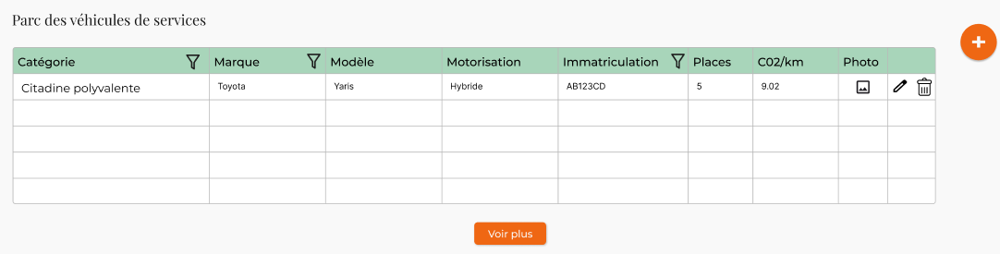 Parc des véhicules de services
Catégorie Marque Modèle Motorisation Immatriculation Places C02/km Photo
Citadine polyvalente Toyota Yaris Hybride AB123CD 5 9.02
Voir plus